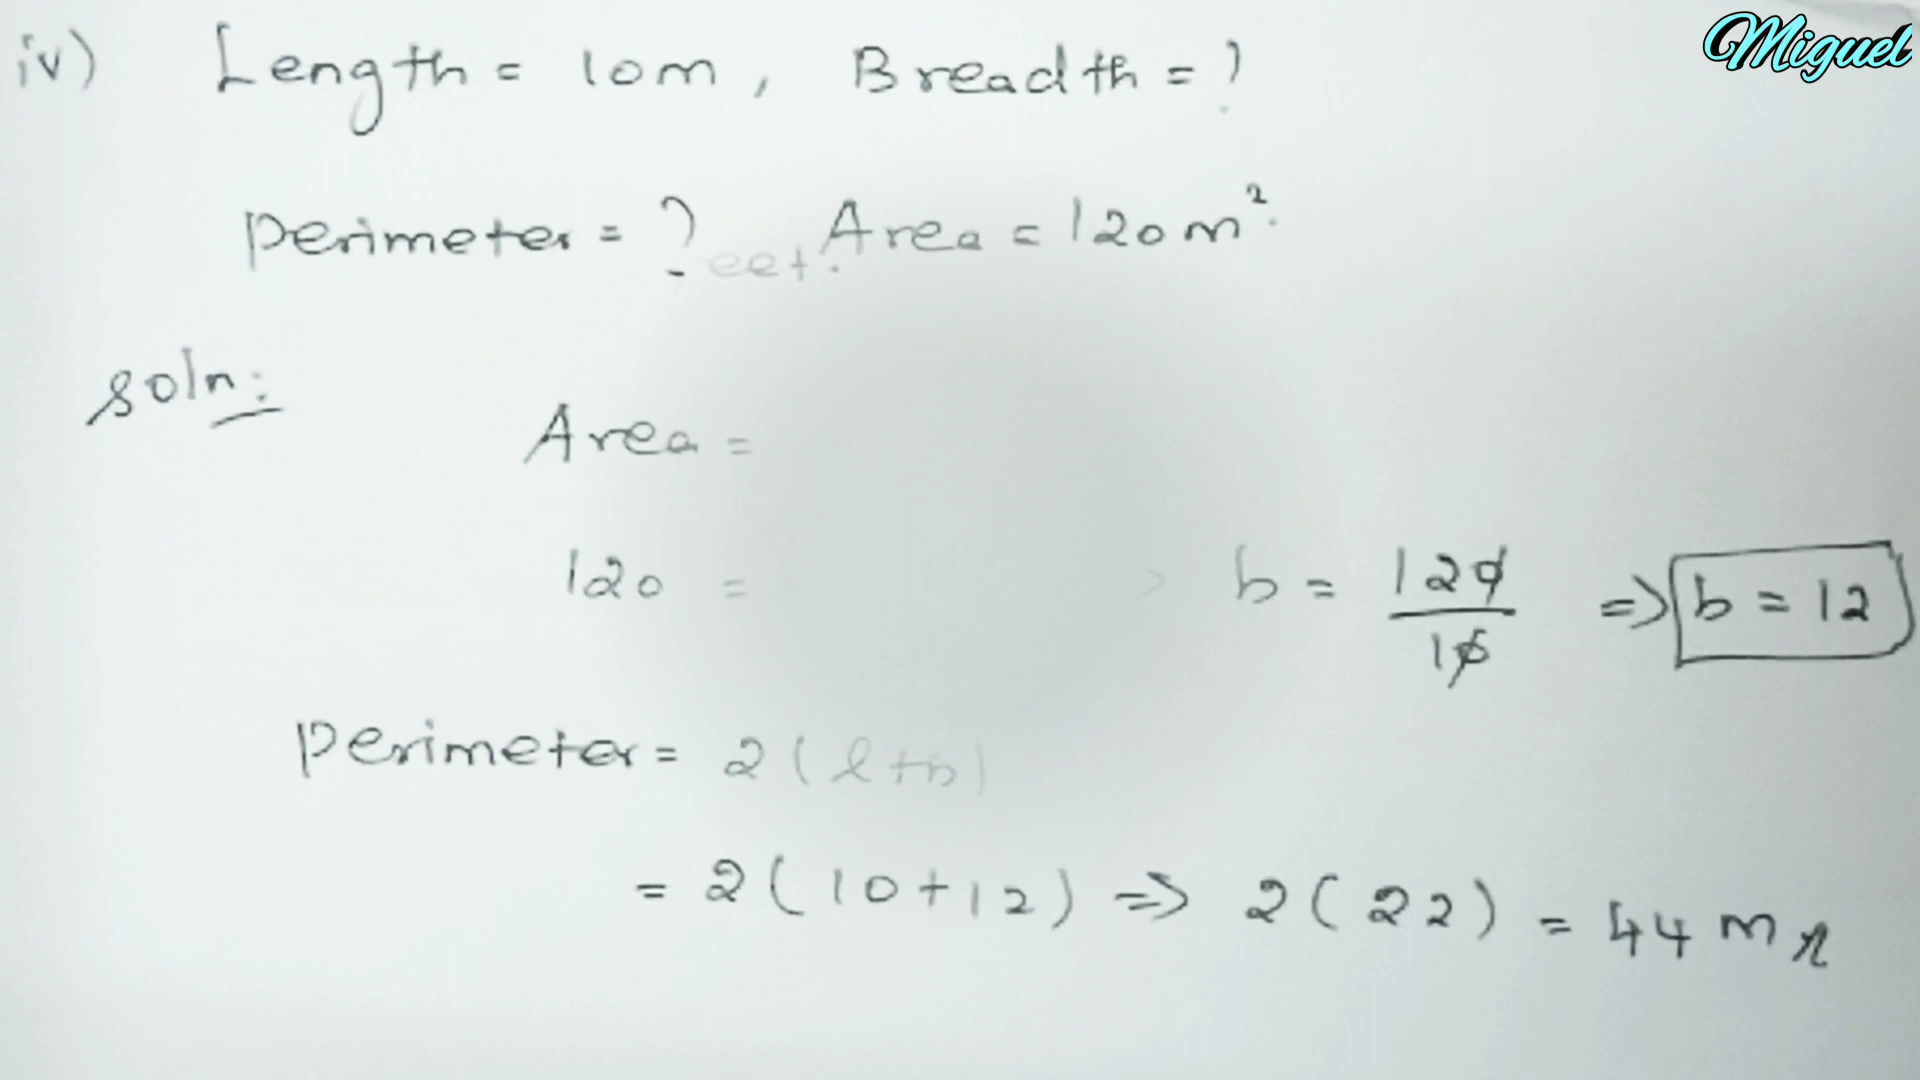 Miguel
iv) Length = 10m, Breadth = ?
Perimeter = ? Area = 120m².
Soln:
Area =
120 = b = 120/10 => b = 12
Perimeter = 2(l+b)
= 2(10+12) => 2(22) = 44 m